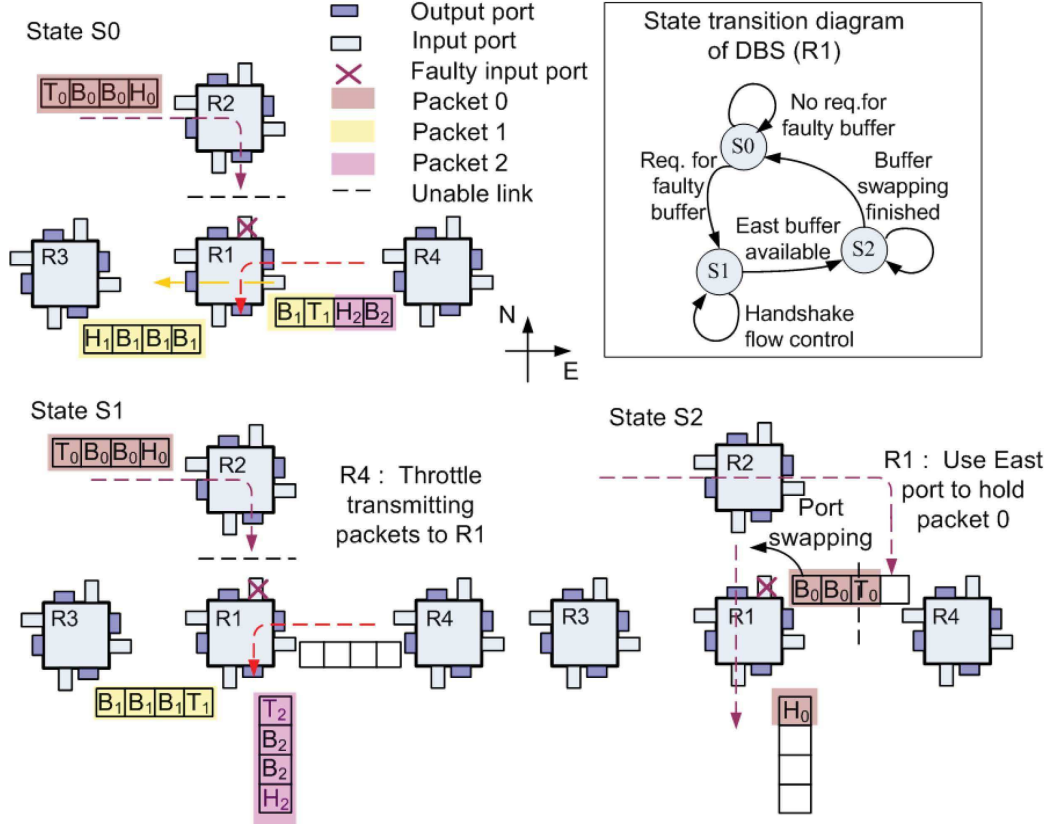 State S0
T₀ B₀ B₀ H₀
R2
Output port
Input port
Faulty input port
Packet 0
Packet 1
Packet 2
Unable link
R3
R1
R4
B₁ T₁ H₂ B₂
H₁ B₁ B₁ B₁
N
E
State transition diagram
of DBS (R1)
No req.for
faulty buffer
S0
Req. for
faulty
buffer
Buffer
swapping
finished
East buffer
available
S1
S2
Handshake
flow control
State S1
T₀ B₀ B₀ H₀
R2
R4 : Throttle
transmitting
packets to R1
R3
R1
R4
B₁ B₁ B₁ T₁
T₂
B₂
B₂
H₂
State S2
R2
R1 : Use East
port to hold
packet 0
Port
swapping
B₀ B₀ T₀
R3
R1
R4
H₀